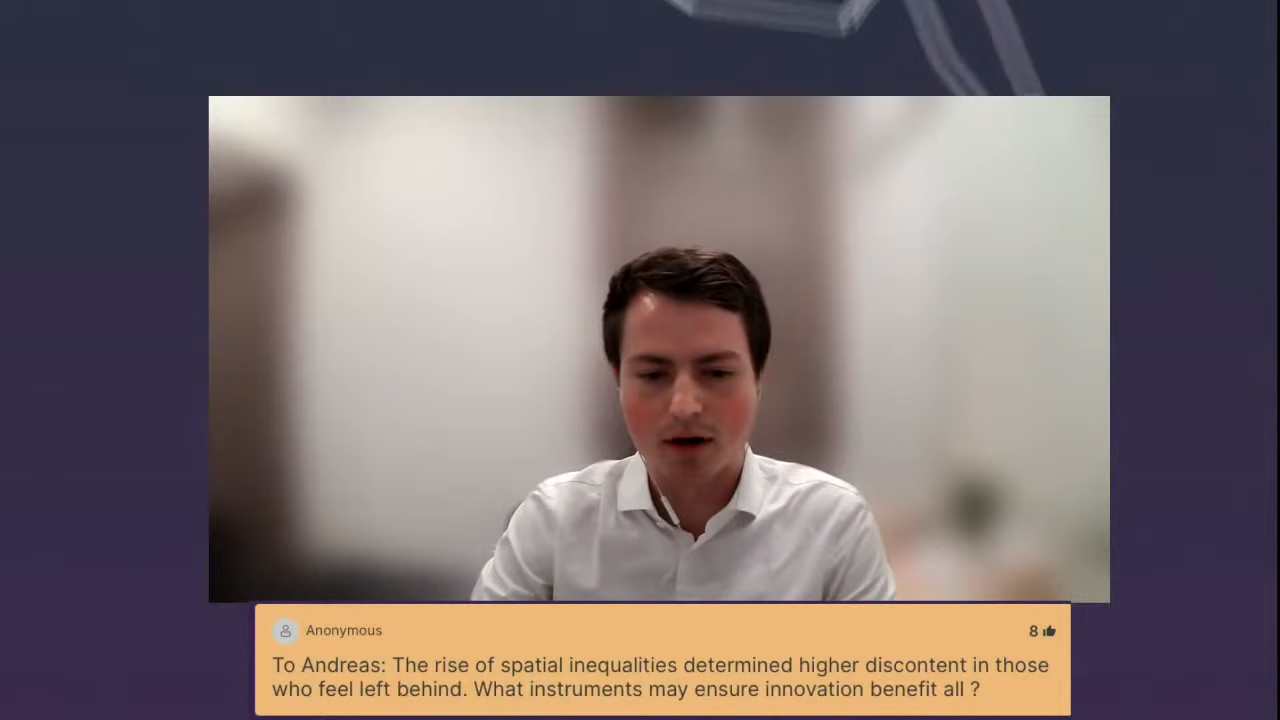 Anonymous
8
To Andreas: The rise of spatial inequalities determined higher discontent in those
who feel left behind. What instruments may ensure innovation benefit all ?